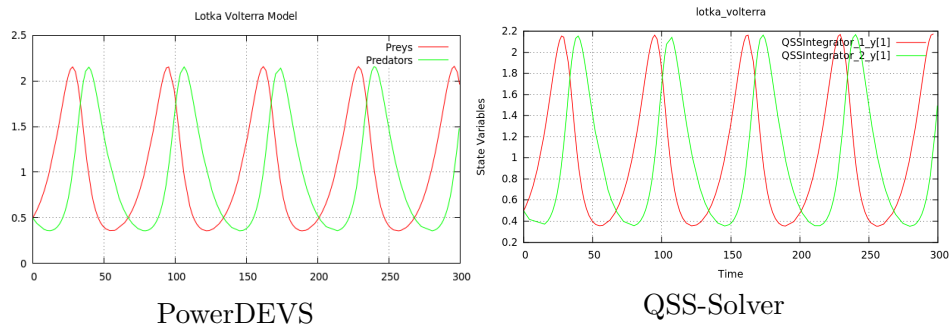 Lotka Volterra Model
Preys
Predators
2.5
2
1.5
1
0.5
0
0 50 100 150 200 250 300
PowerDEVS
lotka_volterra
QSSIntegrator_1_y[1]
QSSIntegrator_2_y[1]
State Variables
2.2
2
1.8
1.6
1.4
1.2
1
0.8
0.6
0.4
0.2
0 50 100 150 200 250 300
Time
QSS-Solver